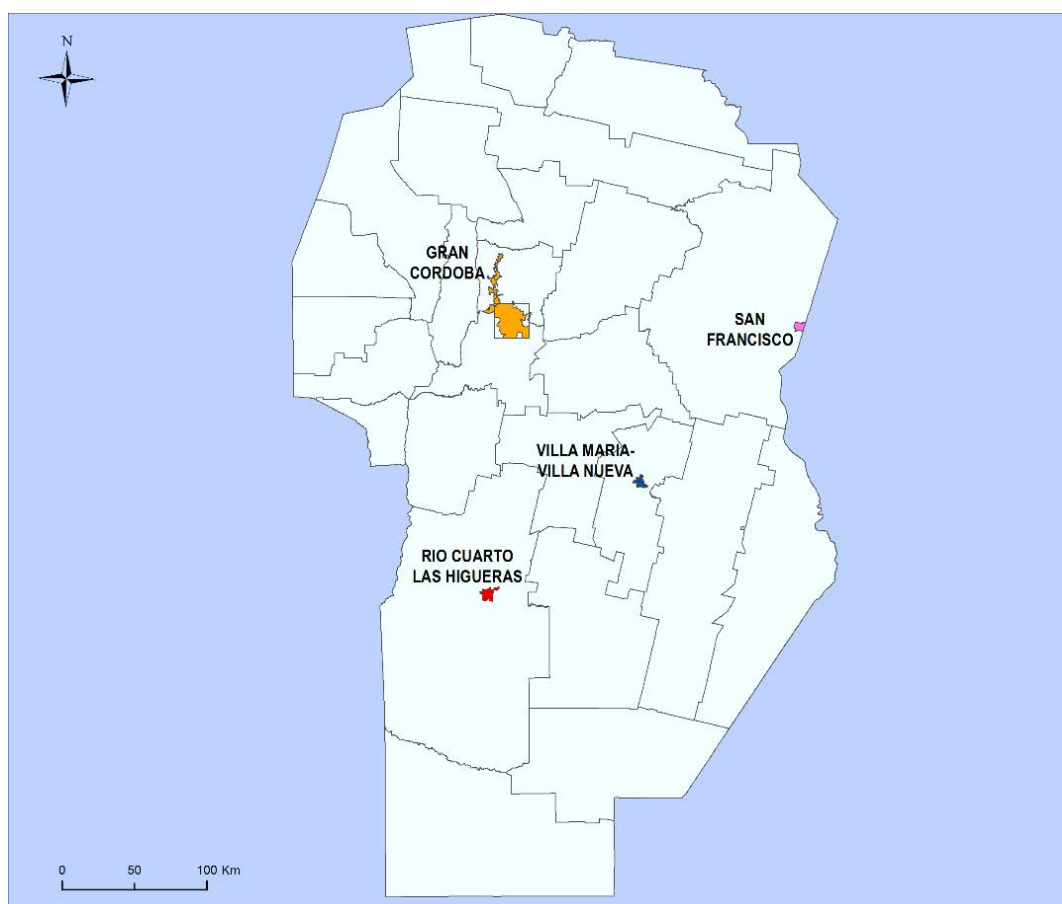 N
GRAN
CORDOBA
SAN
FRANCISCO
VILLA MARIA-
VILLA NUEVA
RIO CUARTO
LAS HIGUERAS
0 50 100 Km